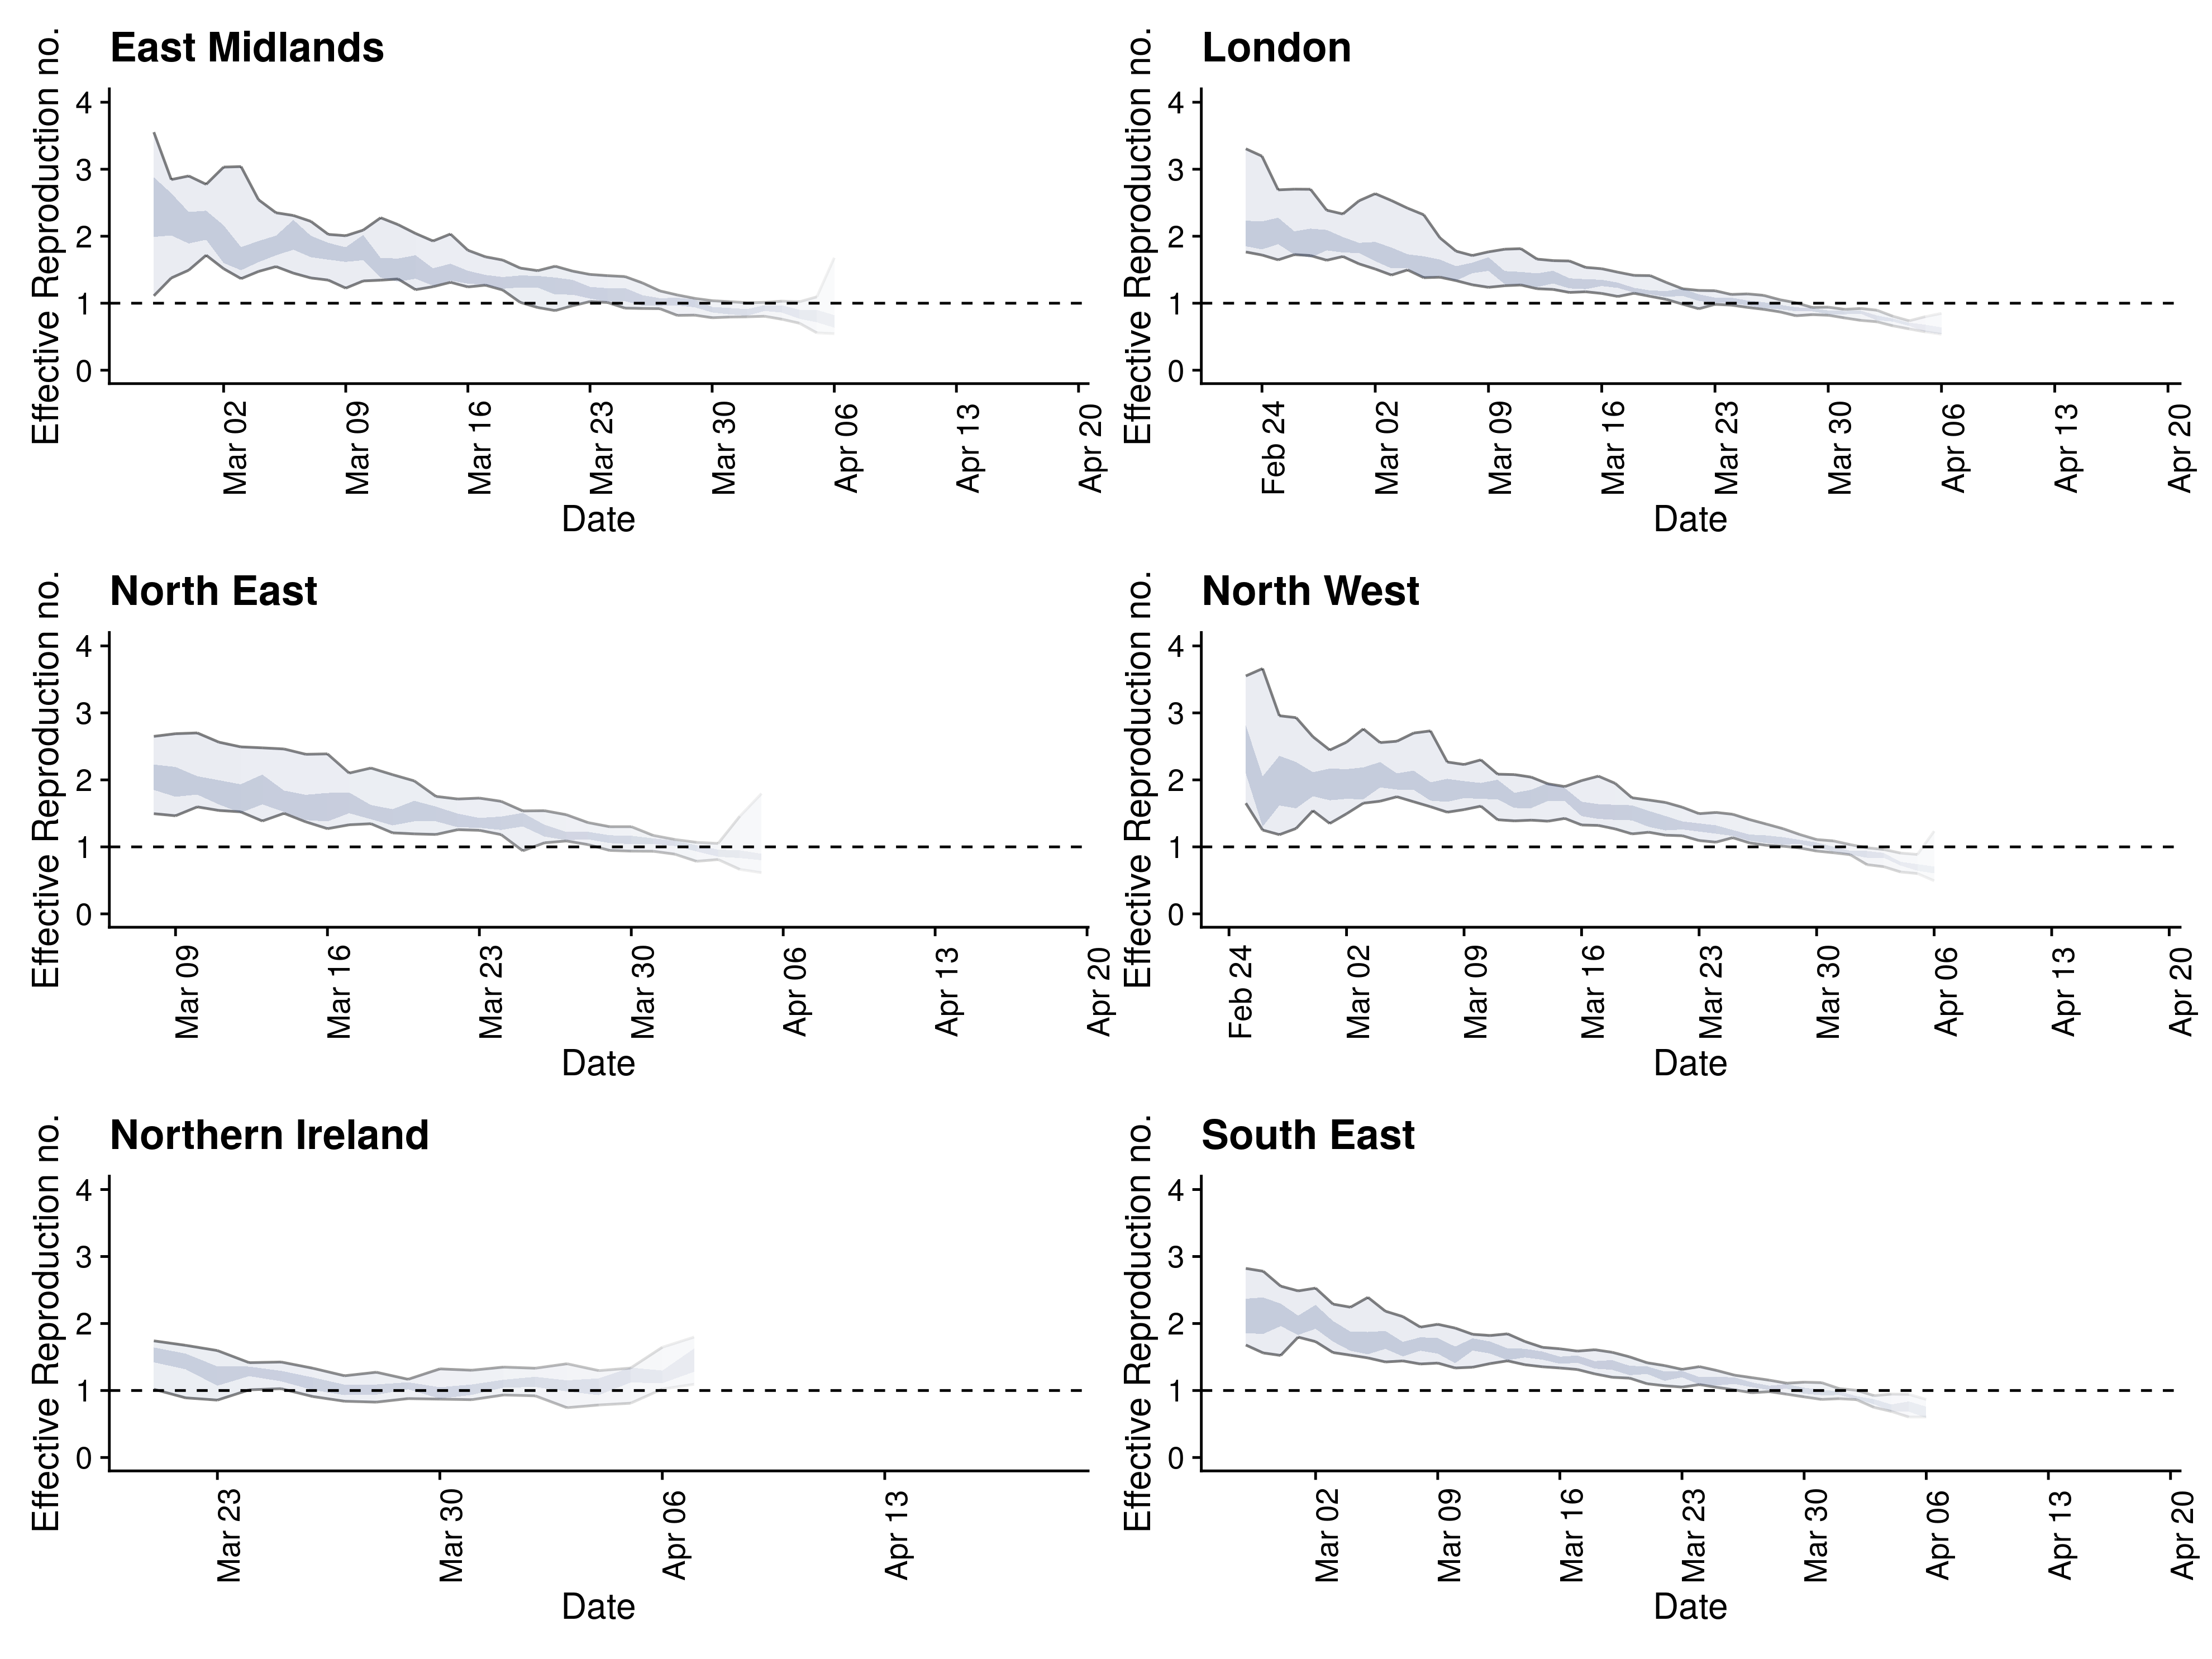 East Midlands
Effective Reproduction no.
4
3
2
1
0
Mar 02
Mar 09
Mar 16
Mar 23
Mar 30
Apr 06
Apr 13
Apr 20
Date
London
Effective Reproduction no.
4
3
2
1
0
Feb 24
Mar 02
Mar 09
Mar 16
Mar 23
Mar 30
Apr 06
Apr 13
Apr 20
Date
North East
Effective Reproduction no.
4
3
2
1
0
Mar 09
Mar 16
Mar 23
Mar 30
Apr 06
Apr 13
Apr 20
Date
North West
Effective Reproduction no.
4
3
2
1
0
Feb 24
Mar 02
Mar 09
Mar 16
Mar 23
Mar 30
Apr 06
Apr 13
Apr 20
Date
Northern Ireland
Effective Reproduction no.
4
3
2
1
0
Mar 23
Mar 30
Apr 06
Apr 13
Date
South East
Effective Reproduction no.
4
3
2
1
0
Mar 02
Mar 09
Mar 16
Mar 23
Mar 30
Apr 06
Apr 13
Apr 20
Date